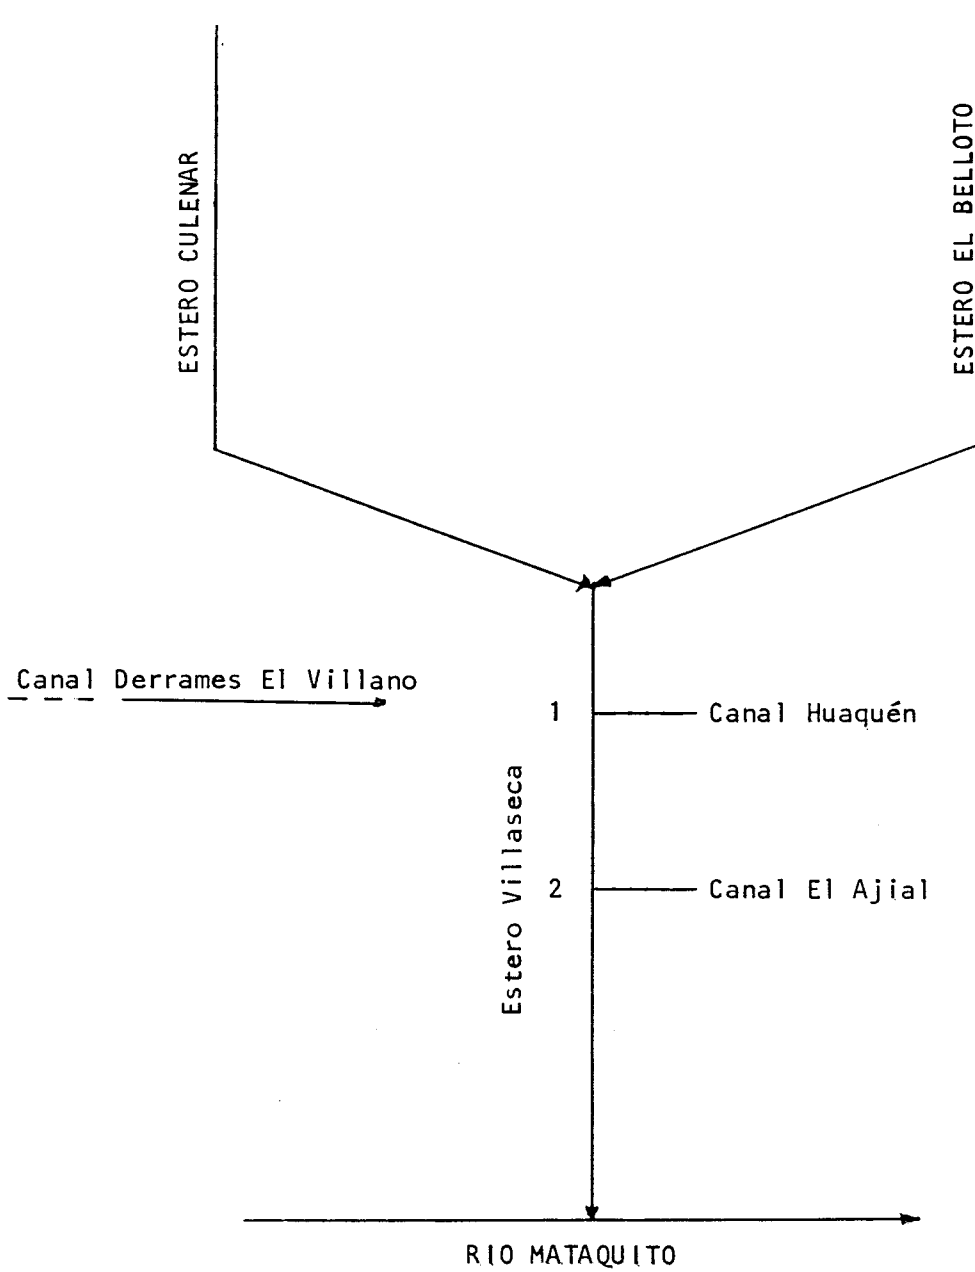 ESTERO CULENAR
ESTERO EL BELLOTO
Canal Derrames El Villano
1
Canal Huaquén
Estero Villaseca
2
Canal El Ajial
RIO MATAQUITO